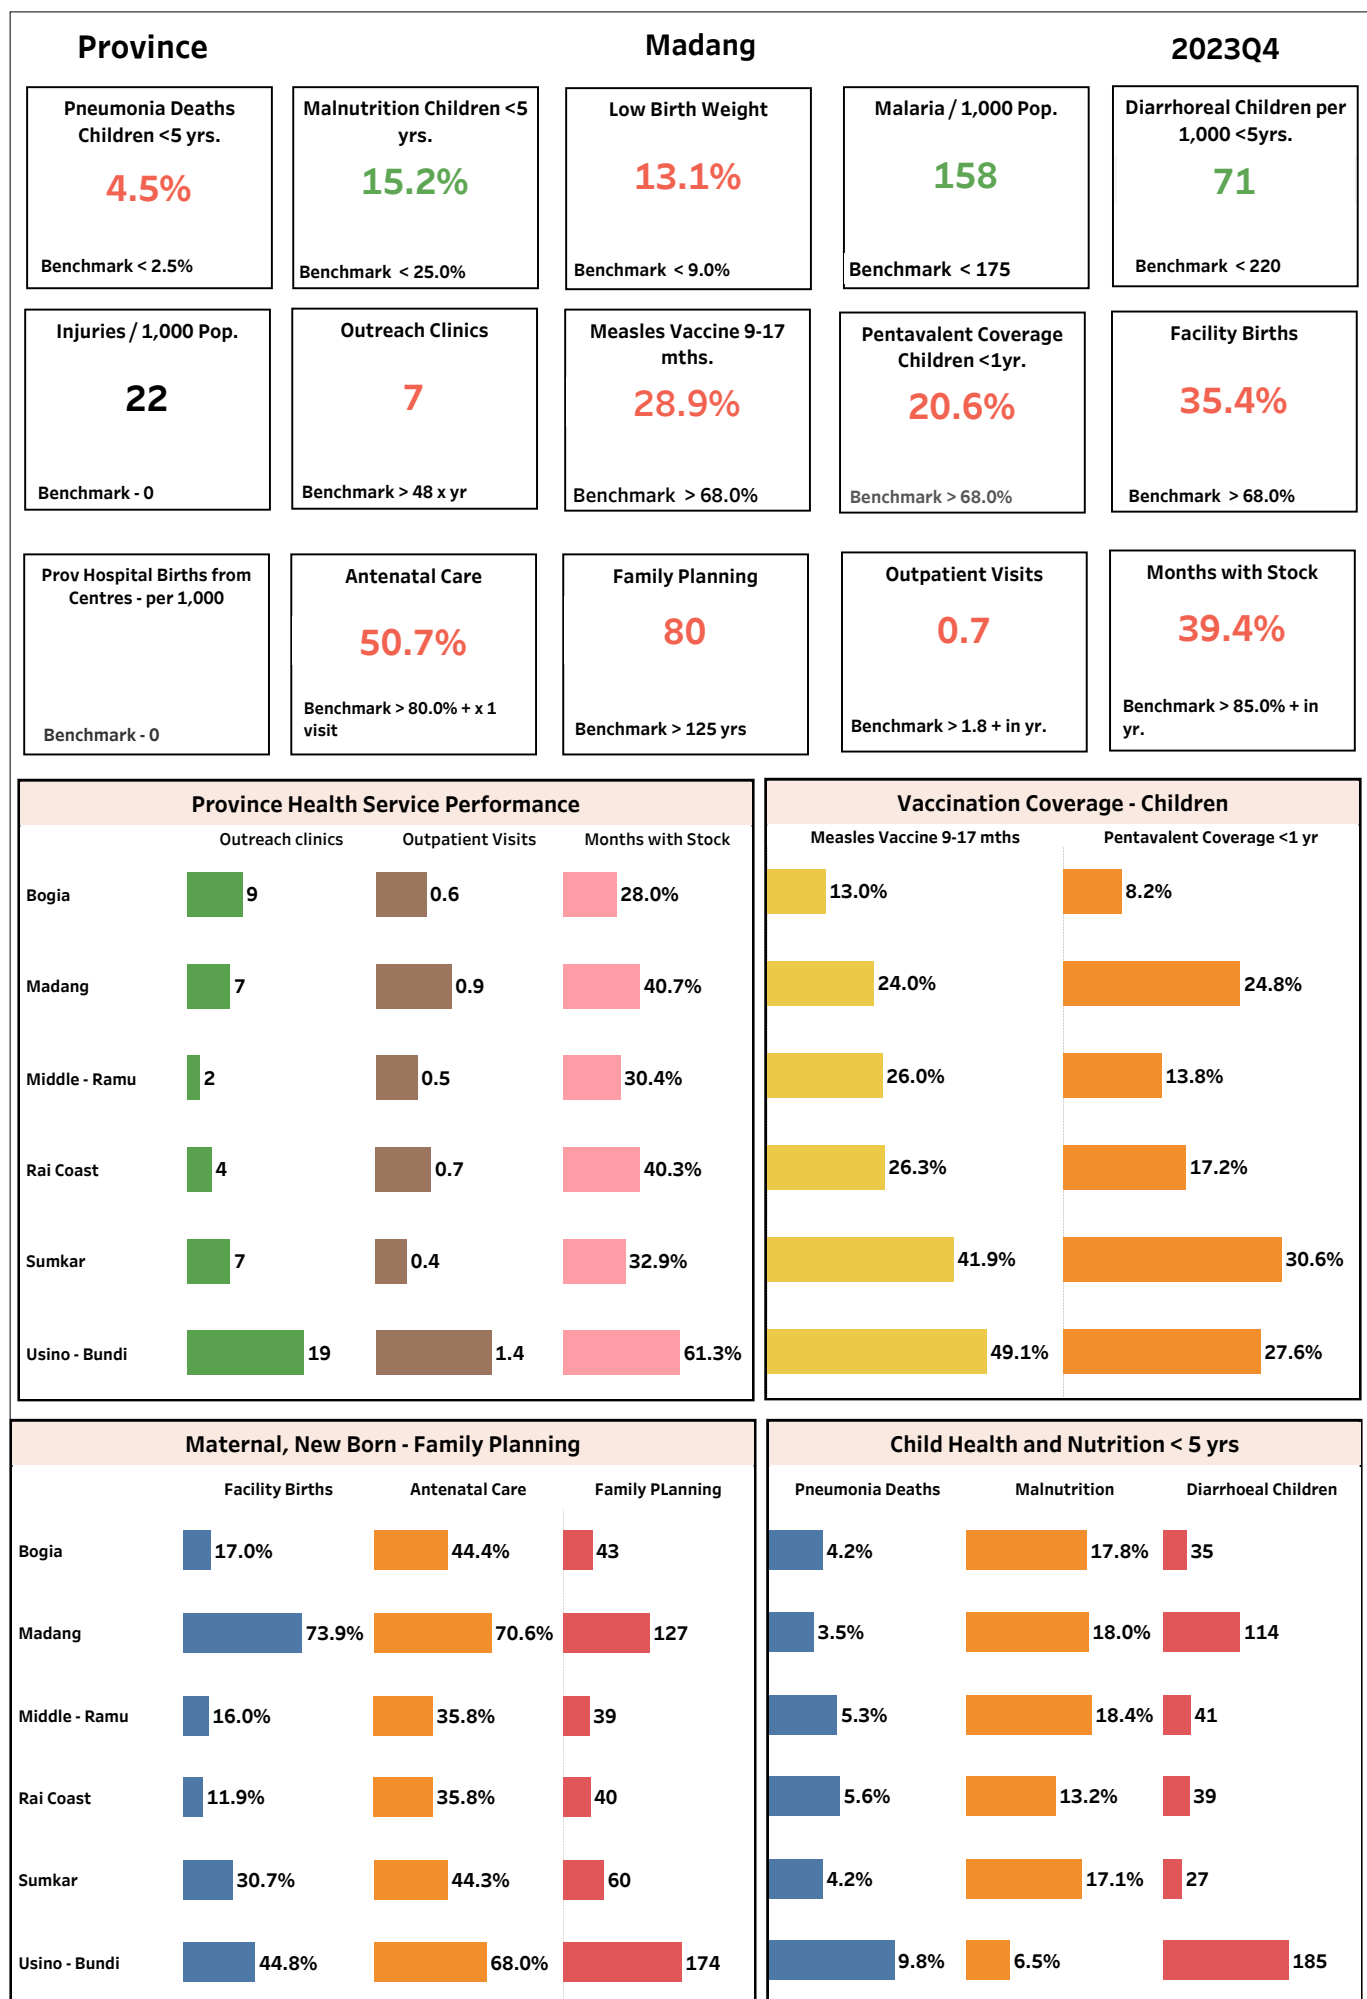 Province
Madang
2023Q4
Pneumonia Deaths
Children <5 yrs.
4.5%
Benchmark < 2.5%
Malnutrition Children <5
yrs.
15.2%
Benchmark < 25.0%
Low Birth Weight
13.1%
Benchmark < 9.0%
Malaria / 1,000 Pop.
158
Benchmark < 175
Diarrhoreal Children per
1,000 <5yrs.
71
Benchmark < 220
Injuries / 1,000 Pop.
22
Benchmark - 0
Outreach Clinics
7
Benchmark > 48 x yr
Measles Vaccine 9-17
mths.
28.9%
Benchmark > 68.0%
Pentavalent Coverage
Children <1yr.
20.6%
Benchmark > 68.0%
Facility Births
35.4%
Benchmark > 68.0%
Prov Hospital Births from
Centres - per 1,000
Benchmark - 0
Antenatal Care
50.7%
Benchmark > 80.0% + x 1
visit
Family Planning
80
Benchmark > 125 yrs
Outpatient Visits
0.7
Benchmark > 1.8 + in yr.
Months with Stock
39.4%
Benchmark > 85.0% + in
yr.
Province Health Service Performance
Outreach clinics Outpatient Visits Months with Stock
Bogia 9 0.6 28.0%
Madang 7 0.9 40.7%
Middle - Ramu 2 0.5 30.4%
Rai Coast 4 0.7 40.3%
Sumkar 7 0.4 32.9%
Usino - Bundi 19 1.4 61.3%
Vaccination Coverage - Children
Measles Vaccine 9-17 mths Pentavalent Coverage <1 yr
13.0% 8.2%
24.0% 24.8%
26.0% 13.8%
26.3% 17.2%
41.9% 30.6%
49.1% 27.6%
Maternal, New Born - Family Planning
Facility Births Antenatal Care Family PLanning
Bogia 17.0% 44.4% 43
Madang 73.9% 70.6% 127
Middle - Ramu 16.0% 35.8% 39
Rai Coast 11.9% 35.8% 40
Sumkar 30.7% 44.3% 60
Usino - Bundi 44.8% 68.0% 174
Child Health and Nutrition < 5 yrs
Pneumonia Deaths Malnutrition Diarrhoeal Children
4.2% 17.8% 35
3.5% 18.0% 114
5.3% 18.4% 41
5.6% 13.2% 39
4.2% 17.1% 27
9.8% 6.5% 185